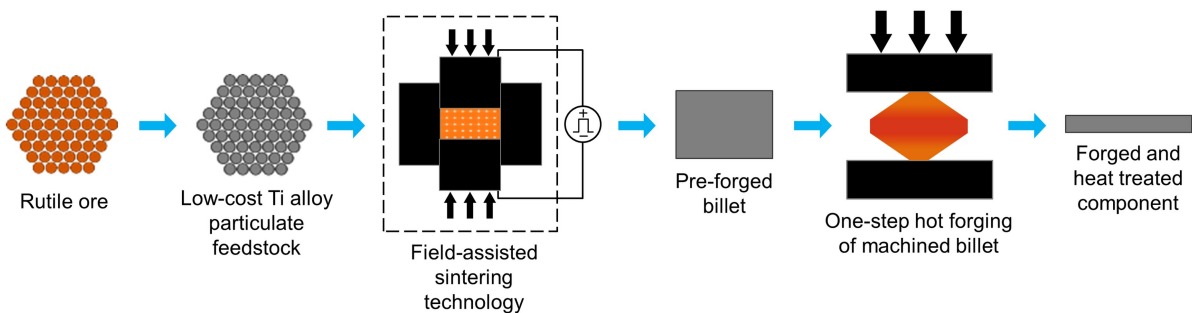 Rutile ore
Low-cost Ti alloy
particulate
feedstock
+
Field-assisted
sintering
technology
Pre-forged
billet
One-step hot forging
of machined billet
Forged and
heat treated
component